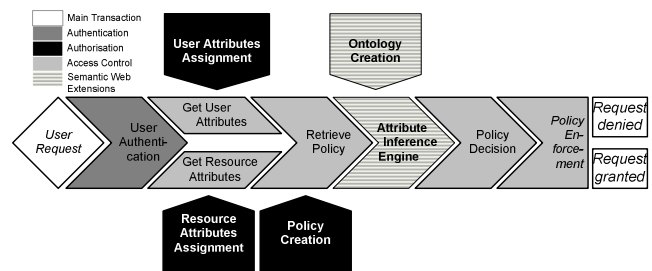 Main Transaction
Authentication
Authorisation
Access Control
Semantic Web
Extensions
User Attributes
Assignment
Ontology
Creation
User
Request
User
Authenti-
cation
Get User
Attributes
Get Resource
Attributes
Retrieve
Policy
Attribute
Inference
Engine
Policy
Decision
Policy
En-
force-
ment
Request
denied
Request
granted
Resource
Attributes
Assignment
Policy
Creation